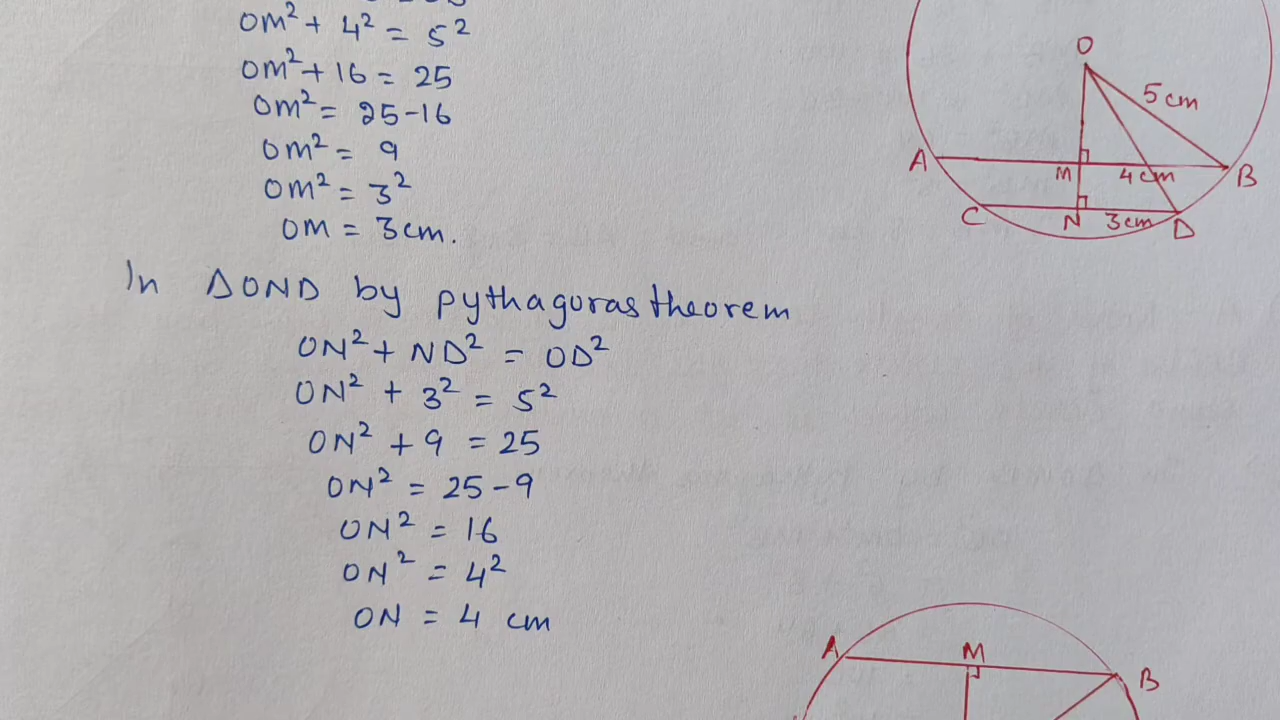 OM² + 4² = 5²
OM² + 16 = 25
OM² = 25-16
OM² = 9
OM² = 3²
OM = 3cm.
In ΔOND by pythagoras theorem
ON² + ND² = OD²
ON² + 3² = 5²
ON² + 9 = 25
ON² = 25-9
ON² = 16
ON² = 4²
ON = 4 cm
O
5cm
A
M
4cm
B
C
N
3cm
D
A
M
B